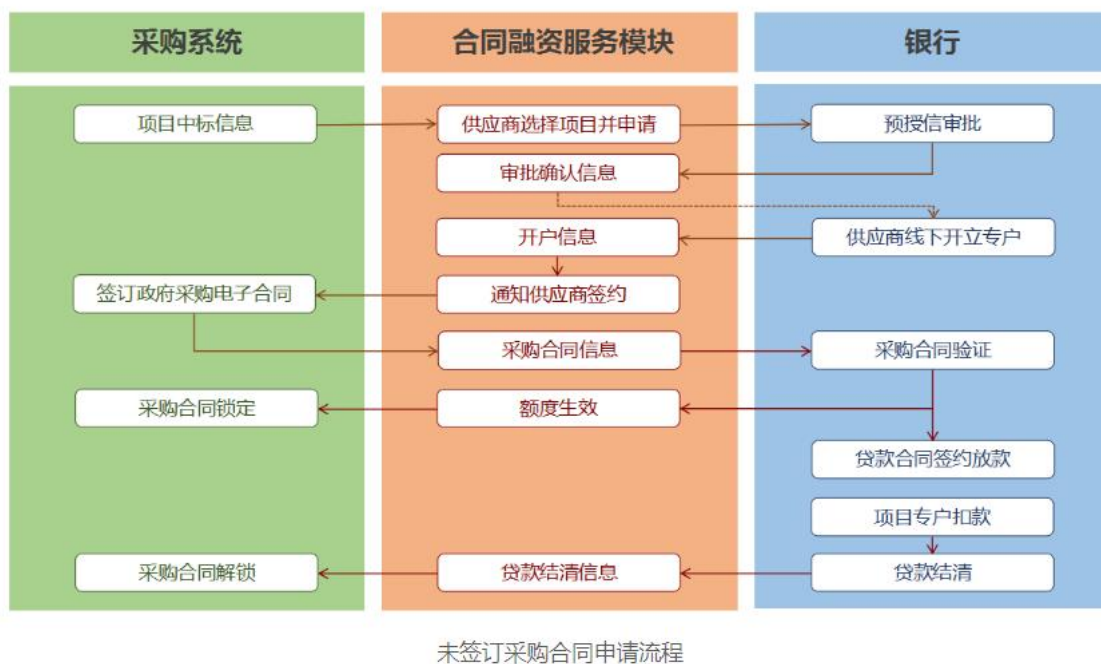 采购系统
合同融资服务模块
银行
项目中标信息
供应商选择项目并申请
预授信审批
审批确认信息
开户信息
供应商线下开立专户
签订政府采购电子合同
通知供应商签约
采购合同信息
采购合同验证
采购合同锁定
额度生效
贷款合同签约放款
项目专户扣款
采购合同解锁
贷款结清信息
贷款结清
未签订采购合同申请流程